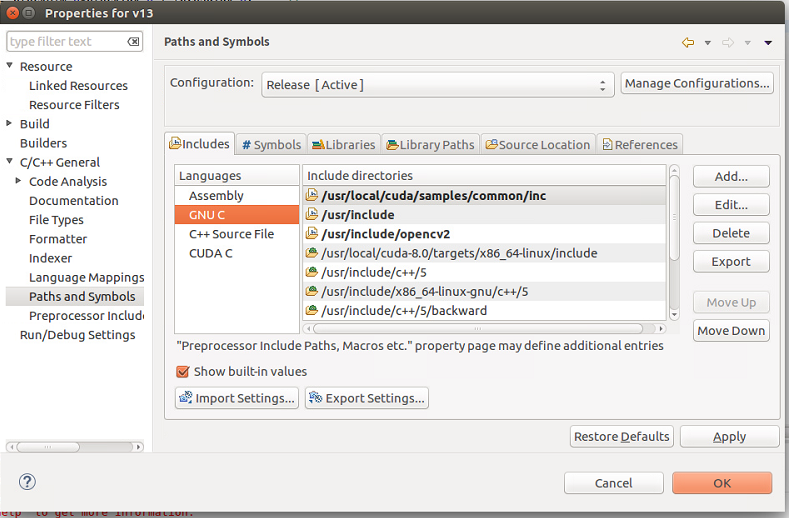 Properties for v13
type filter text
Resource
Linked Resources
Resource Filters
Build
Builders
C/C++ General
Code Analysis
Documentation
File Types
Formatter
Indexer
Language Mappings
Paths and Symbols
Preprocessor Include
Run/Debug Settings
Paths and Symbols
Configuration:
Release [ Active ]
Manage Configurations...
Includes
# Symbols
Libraries
Library Paths
Source Location
References
Languages
Assembly
GNU C
C++ Source File
CUDA C
Include directories
/usr/local/cuda/samples/common/inc
/usr/include
/usr/include/opencv2
/usr/local/cuda-8.0/targets/x86_64-linux/include
/usr/include/c++/5
/usr/include/x86_64-linux-gnu/c++/5
/usr/include/c++/5/backward
Add...
Edit...
Delete
Export
Move Up
Move Down
"Preprocessor Include Paths, Macros etc." property page may define additional entries
Show built-in values
Import Settings...
Export Settings...
Restore Defaults
Apply
?
Cancel
OK
to get more information.